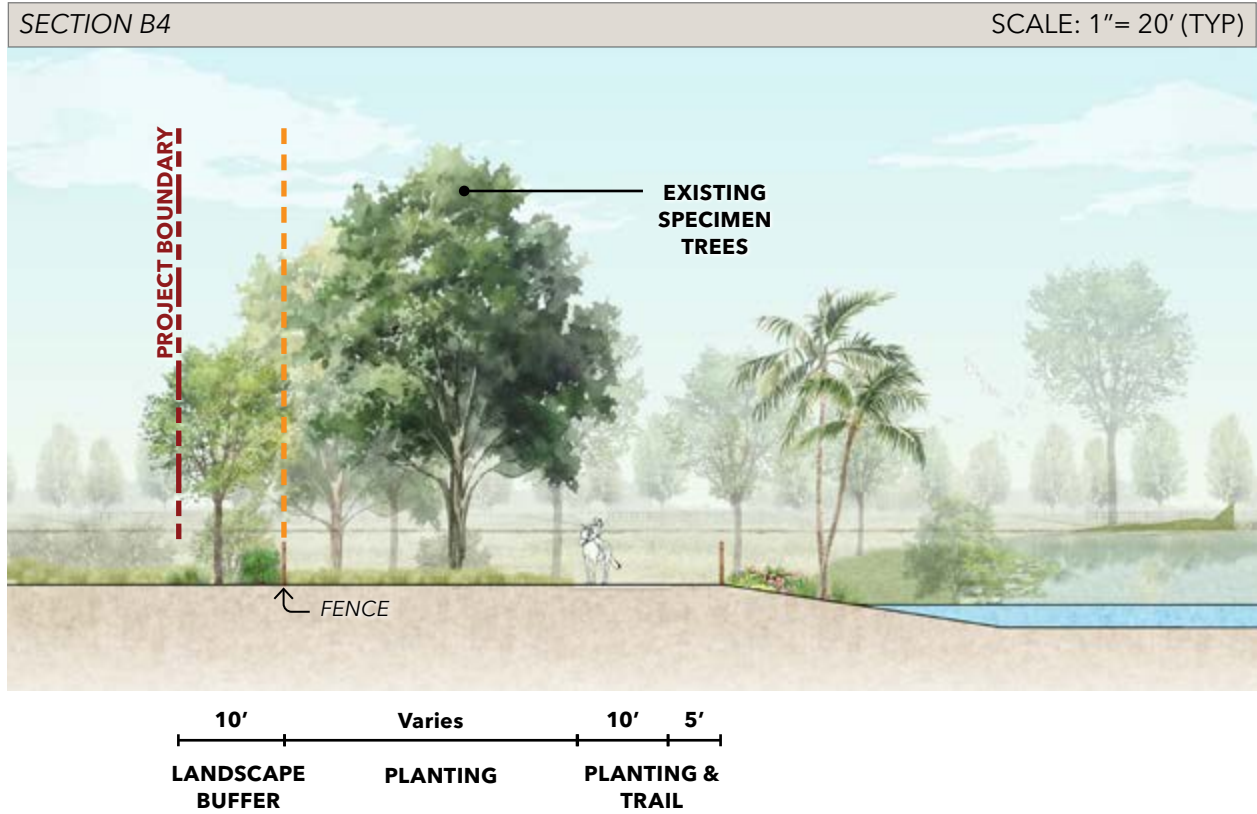 SECTION B4
SCALE: 1”= 20’ (TYP)
PROJECT BOUNDARY
EXISTING
SPECIMEN
TREES
FENCE
10’
Varies
10’
5’
LANDSCAPE
BUFFER
PLANTING
PLANTING &
TRAIL